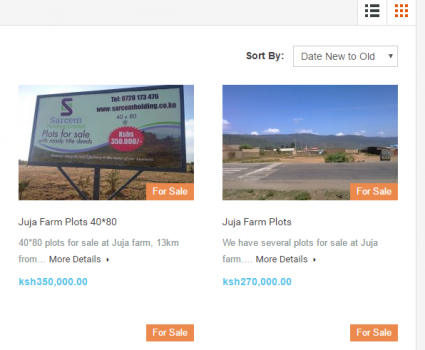 Sort By: Date New to Old
Tel: 0720 173 476
www.sarcemholding.co.ke
40 x 80
S
Sarcem
Plots for sale
with ready title deeds
Kshs
350,000/-
For Sale
For Sale
Juja Farm Plots 40*80
40*80 plots for sale at Juja farm, 13km
from... More Details
ksh350,000.00
Juja Farm Plots
We have several plots for sale at Juja
farm.... More Details
ksh270,000.00
For Sale
For Sale